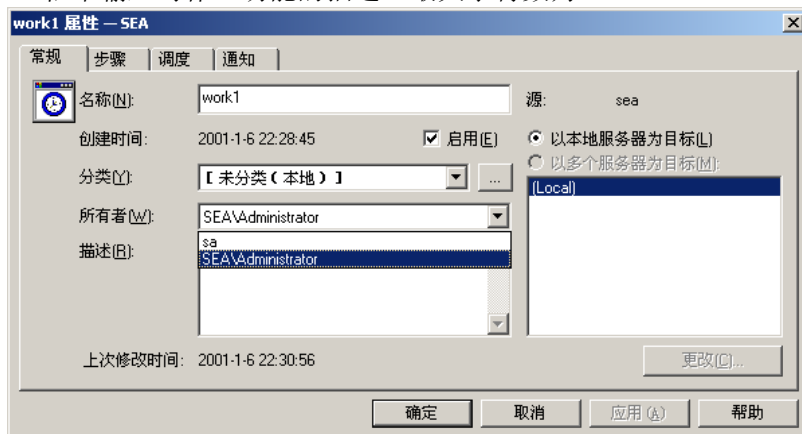 work1 属性 — SEA
常规 步骤 调度 通知
名称(N): work1 源: sea
创建时间: 2001-1-6 22:28:45 启用(E) 以本地服务器为目标(L)
以多个服务器为目标(M):
分类(Y): [ 未分类 ( 本地 ) ] ... (Local)
所有者(W): SEA\Administrator
描述(R): sa
SEA\Administrator
上次修改时间: 2001-1-6 22:30:56 更改(C)...
确定 取消 应用(A) 帮助